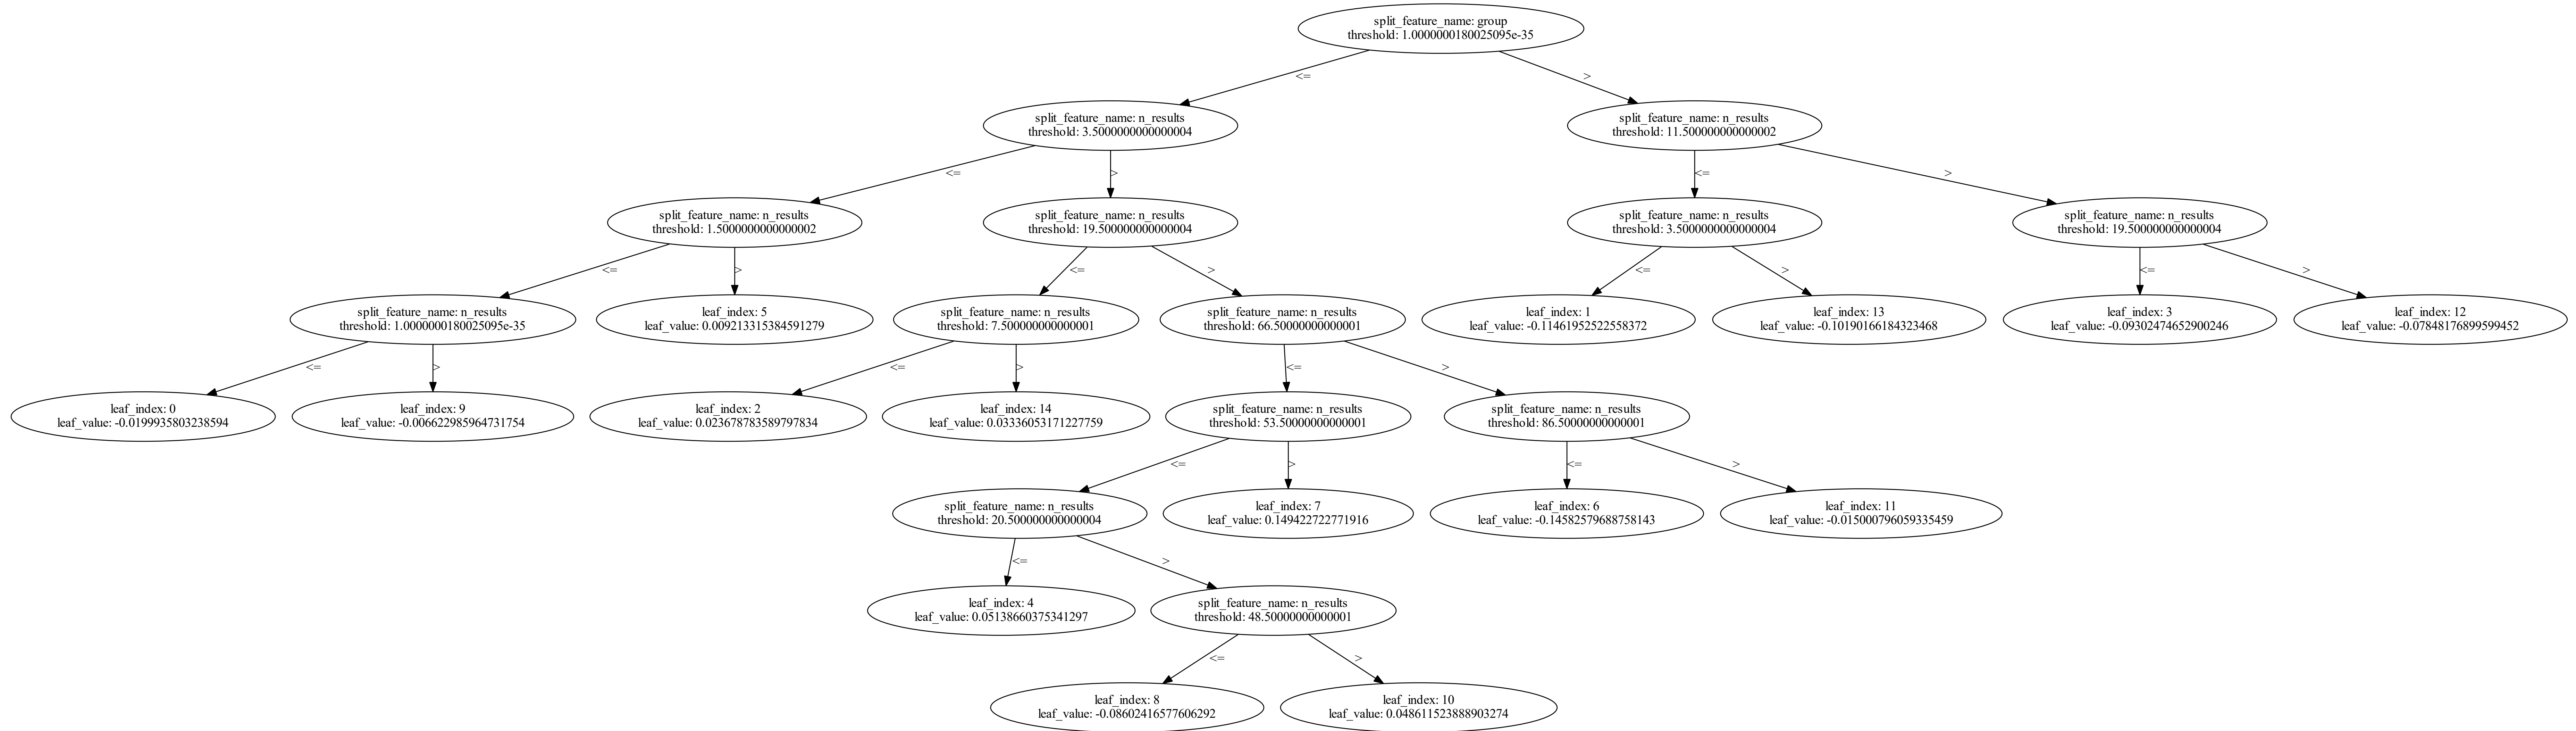 split_feature_name: group
threshold: 1.0000000180025095e-35
<=
>
split_feature_name: n_results
threshold: 3.5000000000000004
split_feature_name: n_results
threshold: 11.500000000000002
<=
>
<=
>
split_feature_name: n_results
threshold: 1.5000000000000002
split_feature_name: n_results
threshold: 19.500000000000004
split_feature_name: n_results
threshold: 3.5000000000000004
split_feature_name: n_results
threshold: 19.500000000000004
<=
>
<=
>
<=
>
<=
>
split_feature_name: n_results
threshold: 1.0000000180025095e-35
leaf_index: 5
leaf_value: 0.009213315384591279
split_feature_name: n_results
threshold: 7.500000000000001
split_feature_name: n_results
threshold: 66.50000000000001
leaf_index: 1
leaf_value: -0.11461952522558372
leaf_index: 13
leaf_value: -0.10190166184323468
leaf_index: 3
leaf_value: -0.09302474652900246
leaf_index: 12
leaf_value: -0.07848176899599452
<=
>
<=
>
<=
>
leaf_index: 0
leaf_value: -0.0199935803238594
leaf_index: 9
leaf_value: -0.006622985964731754
leaf_index: 2
leaf_value: 0.023678783589797834
leaf_index: 14
leaf_value: 0.03336053171227759
split_feature_name: n_results
threshold: 53.50000000000001
split_feature_name: n_results
threshold: 86.50000000000001
<=
>
<=
>
split_feature_name: n_results
threshold: 20.500000000000004
leaf_index: 7
leaf_value: 0.149422722771916
leaf_index: 6
leaf_value: -0.14582579688758143
leaf_index: 11
leaf_value: -0.015000796059335459
<=
>
leaf_index: 4
leaf_value: 0.05138660375341297
split_feature_name: n_results
threshold: 48.50000000000001
<=
>
leaf_index: 8
leaf_value: -0.08602416577606292
leaf_index: 10
leaf_value: 0.048611523888903274